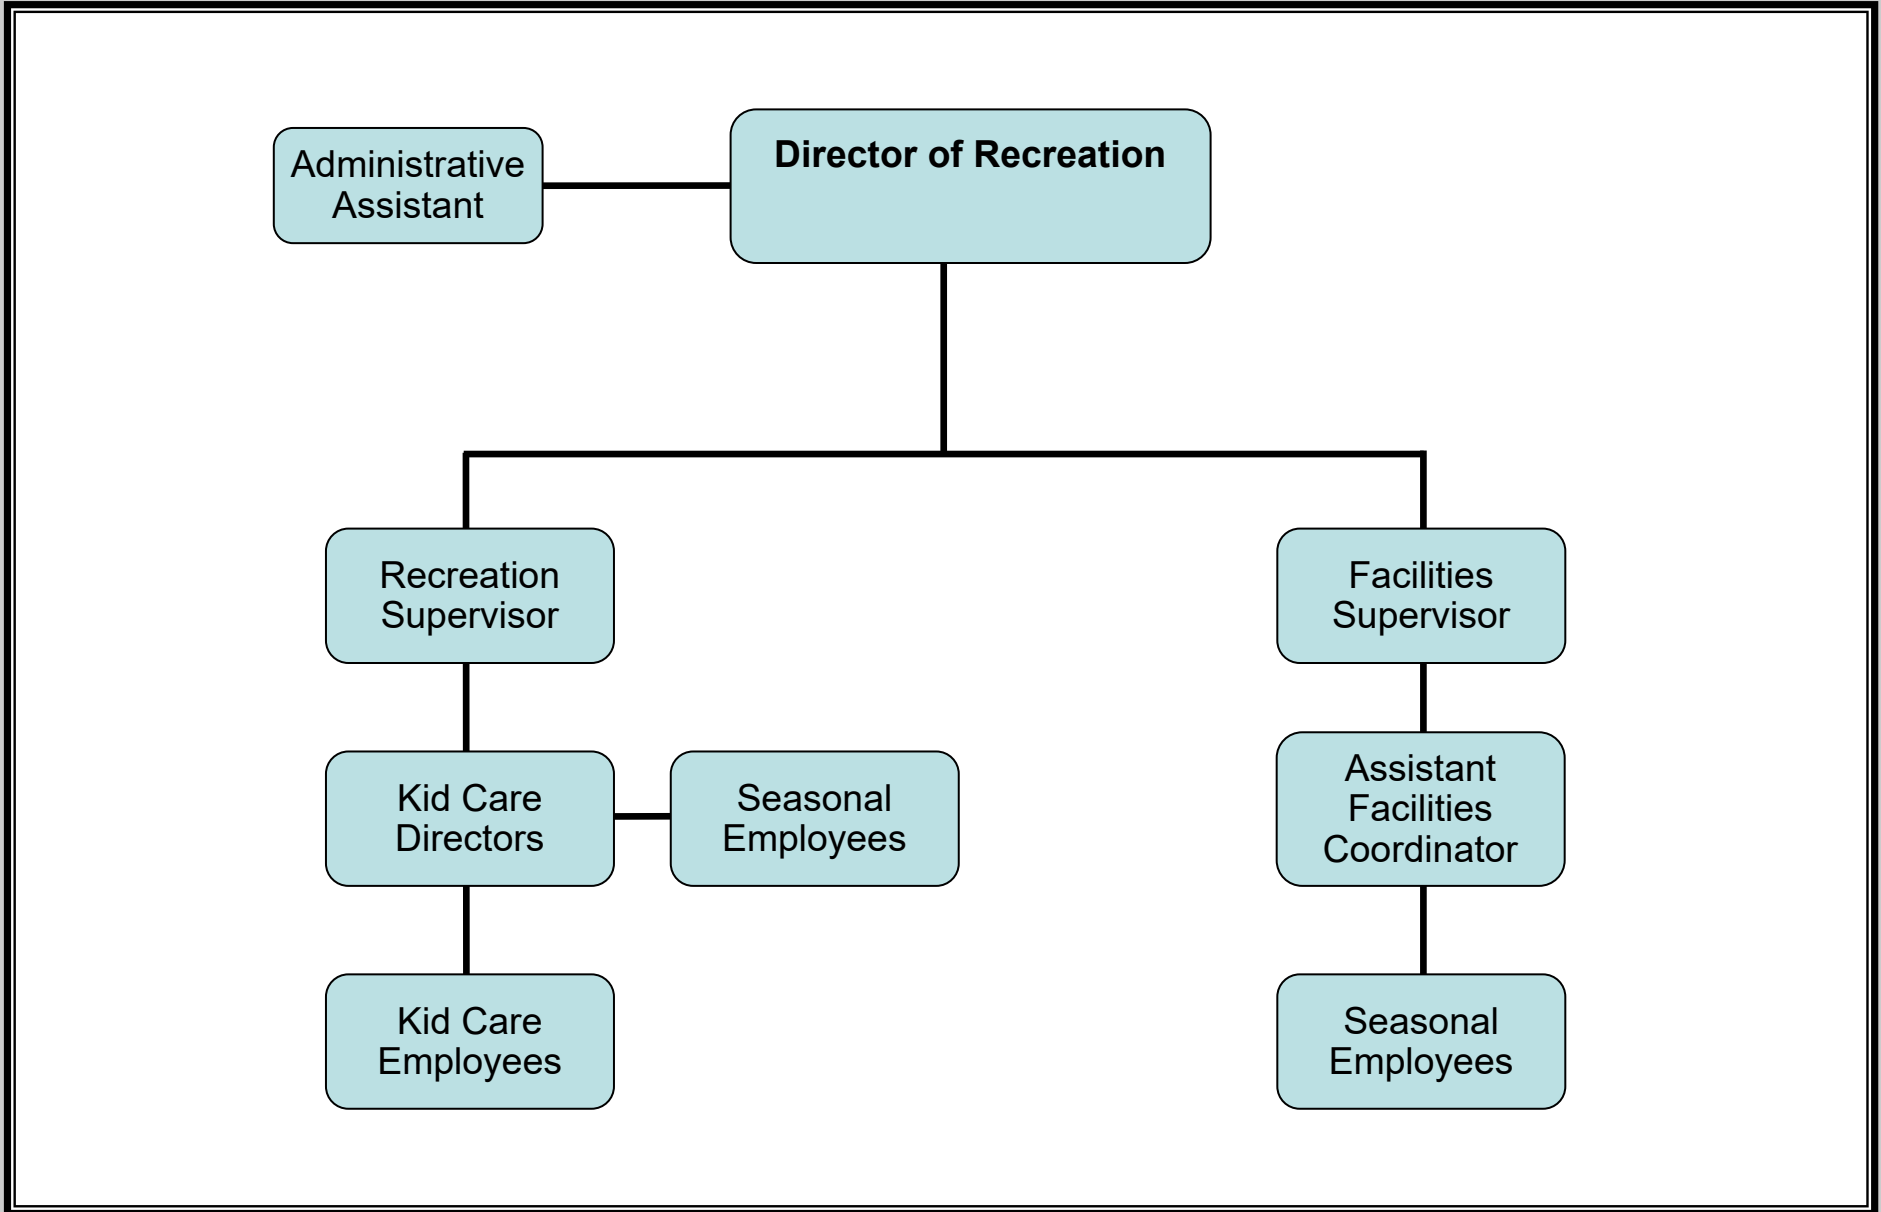 Administrative
Assistant
Director of Recreation
Recreation
Supervisor
Facilities
Supervisor
Kid Care
Directors
Seasonal
Employees
Assistant
Facilities
Coordinator
Kid Care
Employees
Seasonal
Employees